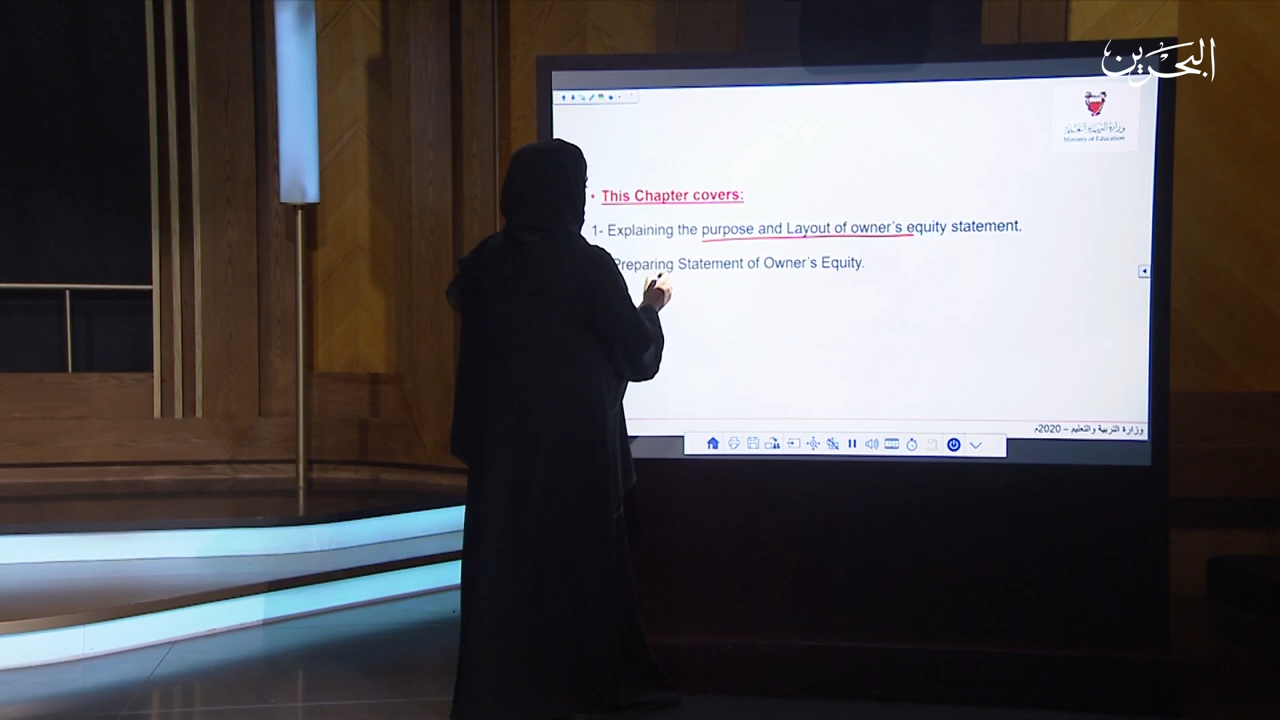 البحرين
وزارة التربية والتعليم
Ministry of Education
• This Chapter covers:
1- Explaining the purpose and Layout of owner's equity statement.
Preparing Statement of Owner's Equity.
وزارة التربية والتعليم – 2020م